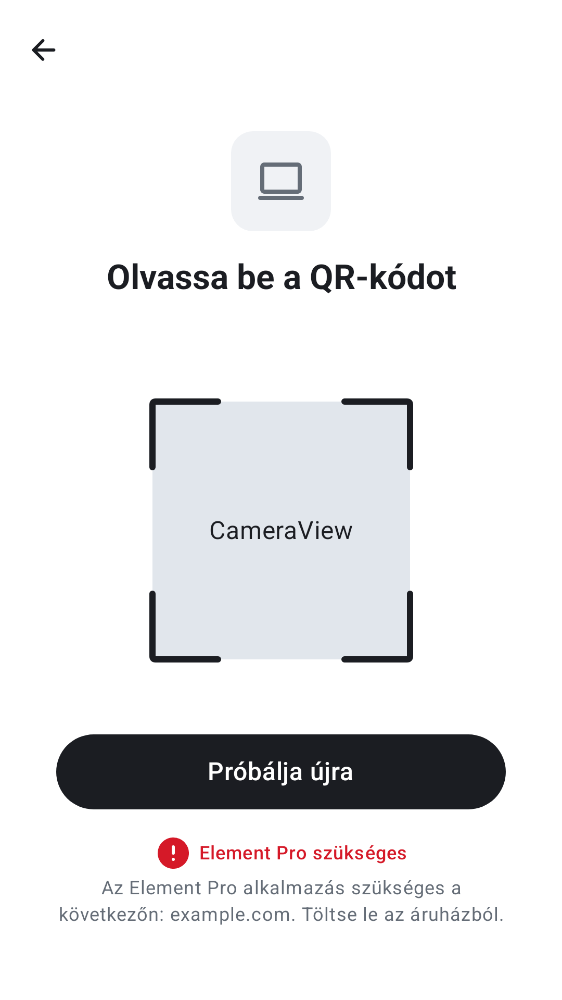 Olvassa be a QR-kódot
CameraView
Próbálja újra
Element Pro szükséges
Az Element Pro alkalmazás szükséges a
következőn: example.com. Töltse le az áruházból.